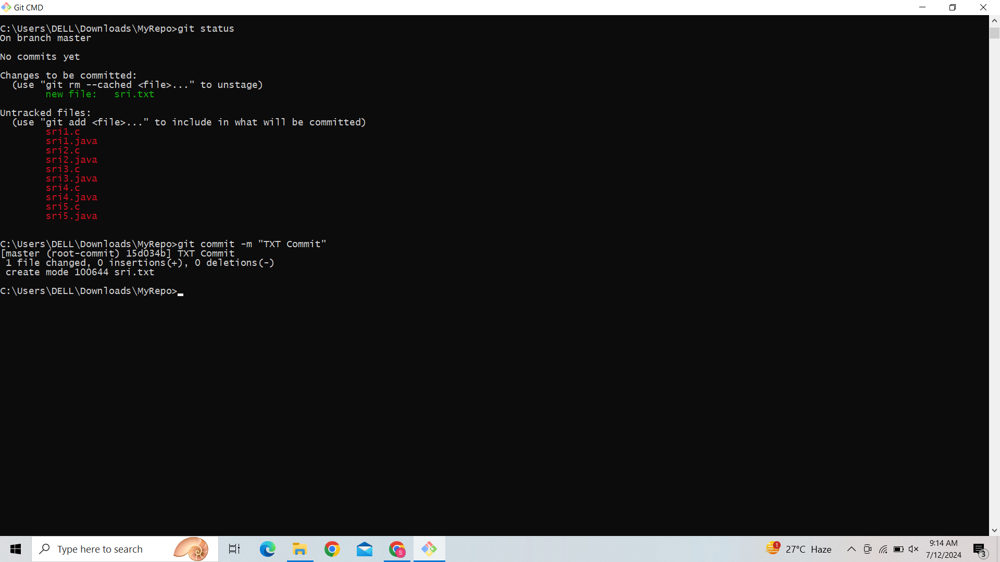 Git CMD
C:\Users\DELL\Downloads\MyRepo>git status
On branch master
No commits yet
Changes to be committed:
  (use "git rm --cached <file>..." to unstage)
        new file:   sri.txt
Untracked files:
  (use "git add <file>..." to include in what will be committed)
        sri1.c
        sri1.java
        sri2.c
        sri2.java
        sri3.c
        sri3.java
        sri4.c
        sri4.java
        sri5.c
        sri5.java
C:\Users\DELL\Downloads\MyRepo>git commit -m "TXT Commit"
[master (root-commit) 15d034b] TXT Commit
 1 file changed, 0 insertions(+), 0 deletions(-)
 create mode 100644 sri.txt
C:\Users\DELL\Downloads\MyRepo>
Type here to search
S
1
27°C Haze
9:14 AM
7/12/2024
3